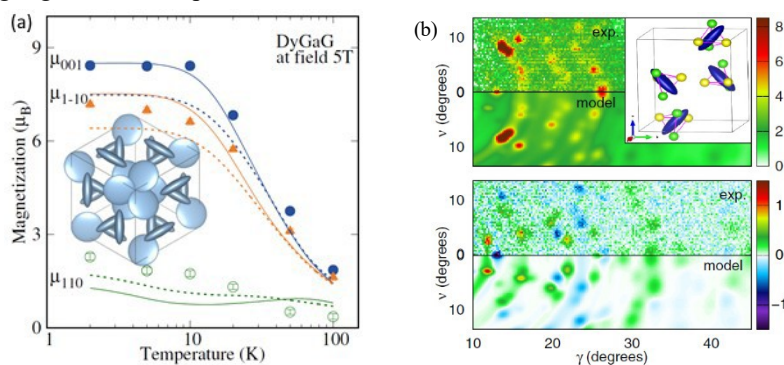 (a)
DyGaG
at field 5T
μ001
μ1-10
μ110
Magnetization (μB)
9
6
3
0
1
10
100
Temperature (K)
(b)
exp.
model
ν (degrees)
10
0
10
8
6
4
2
0
exp.
model
ν (degrees)
10
0
10
1
0
-1
10
20
30
40
γ (degrees)